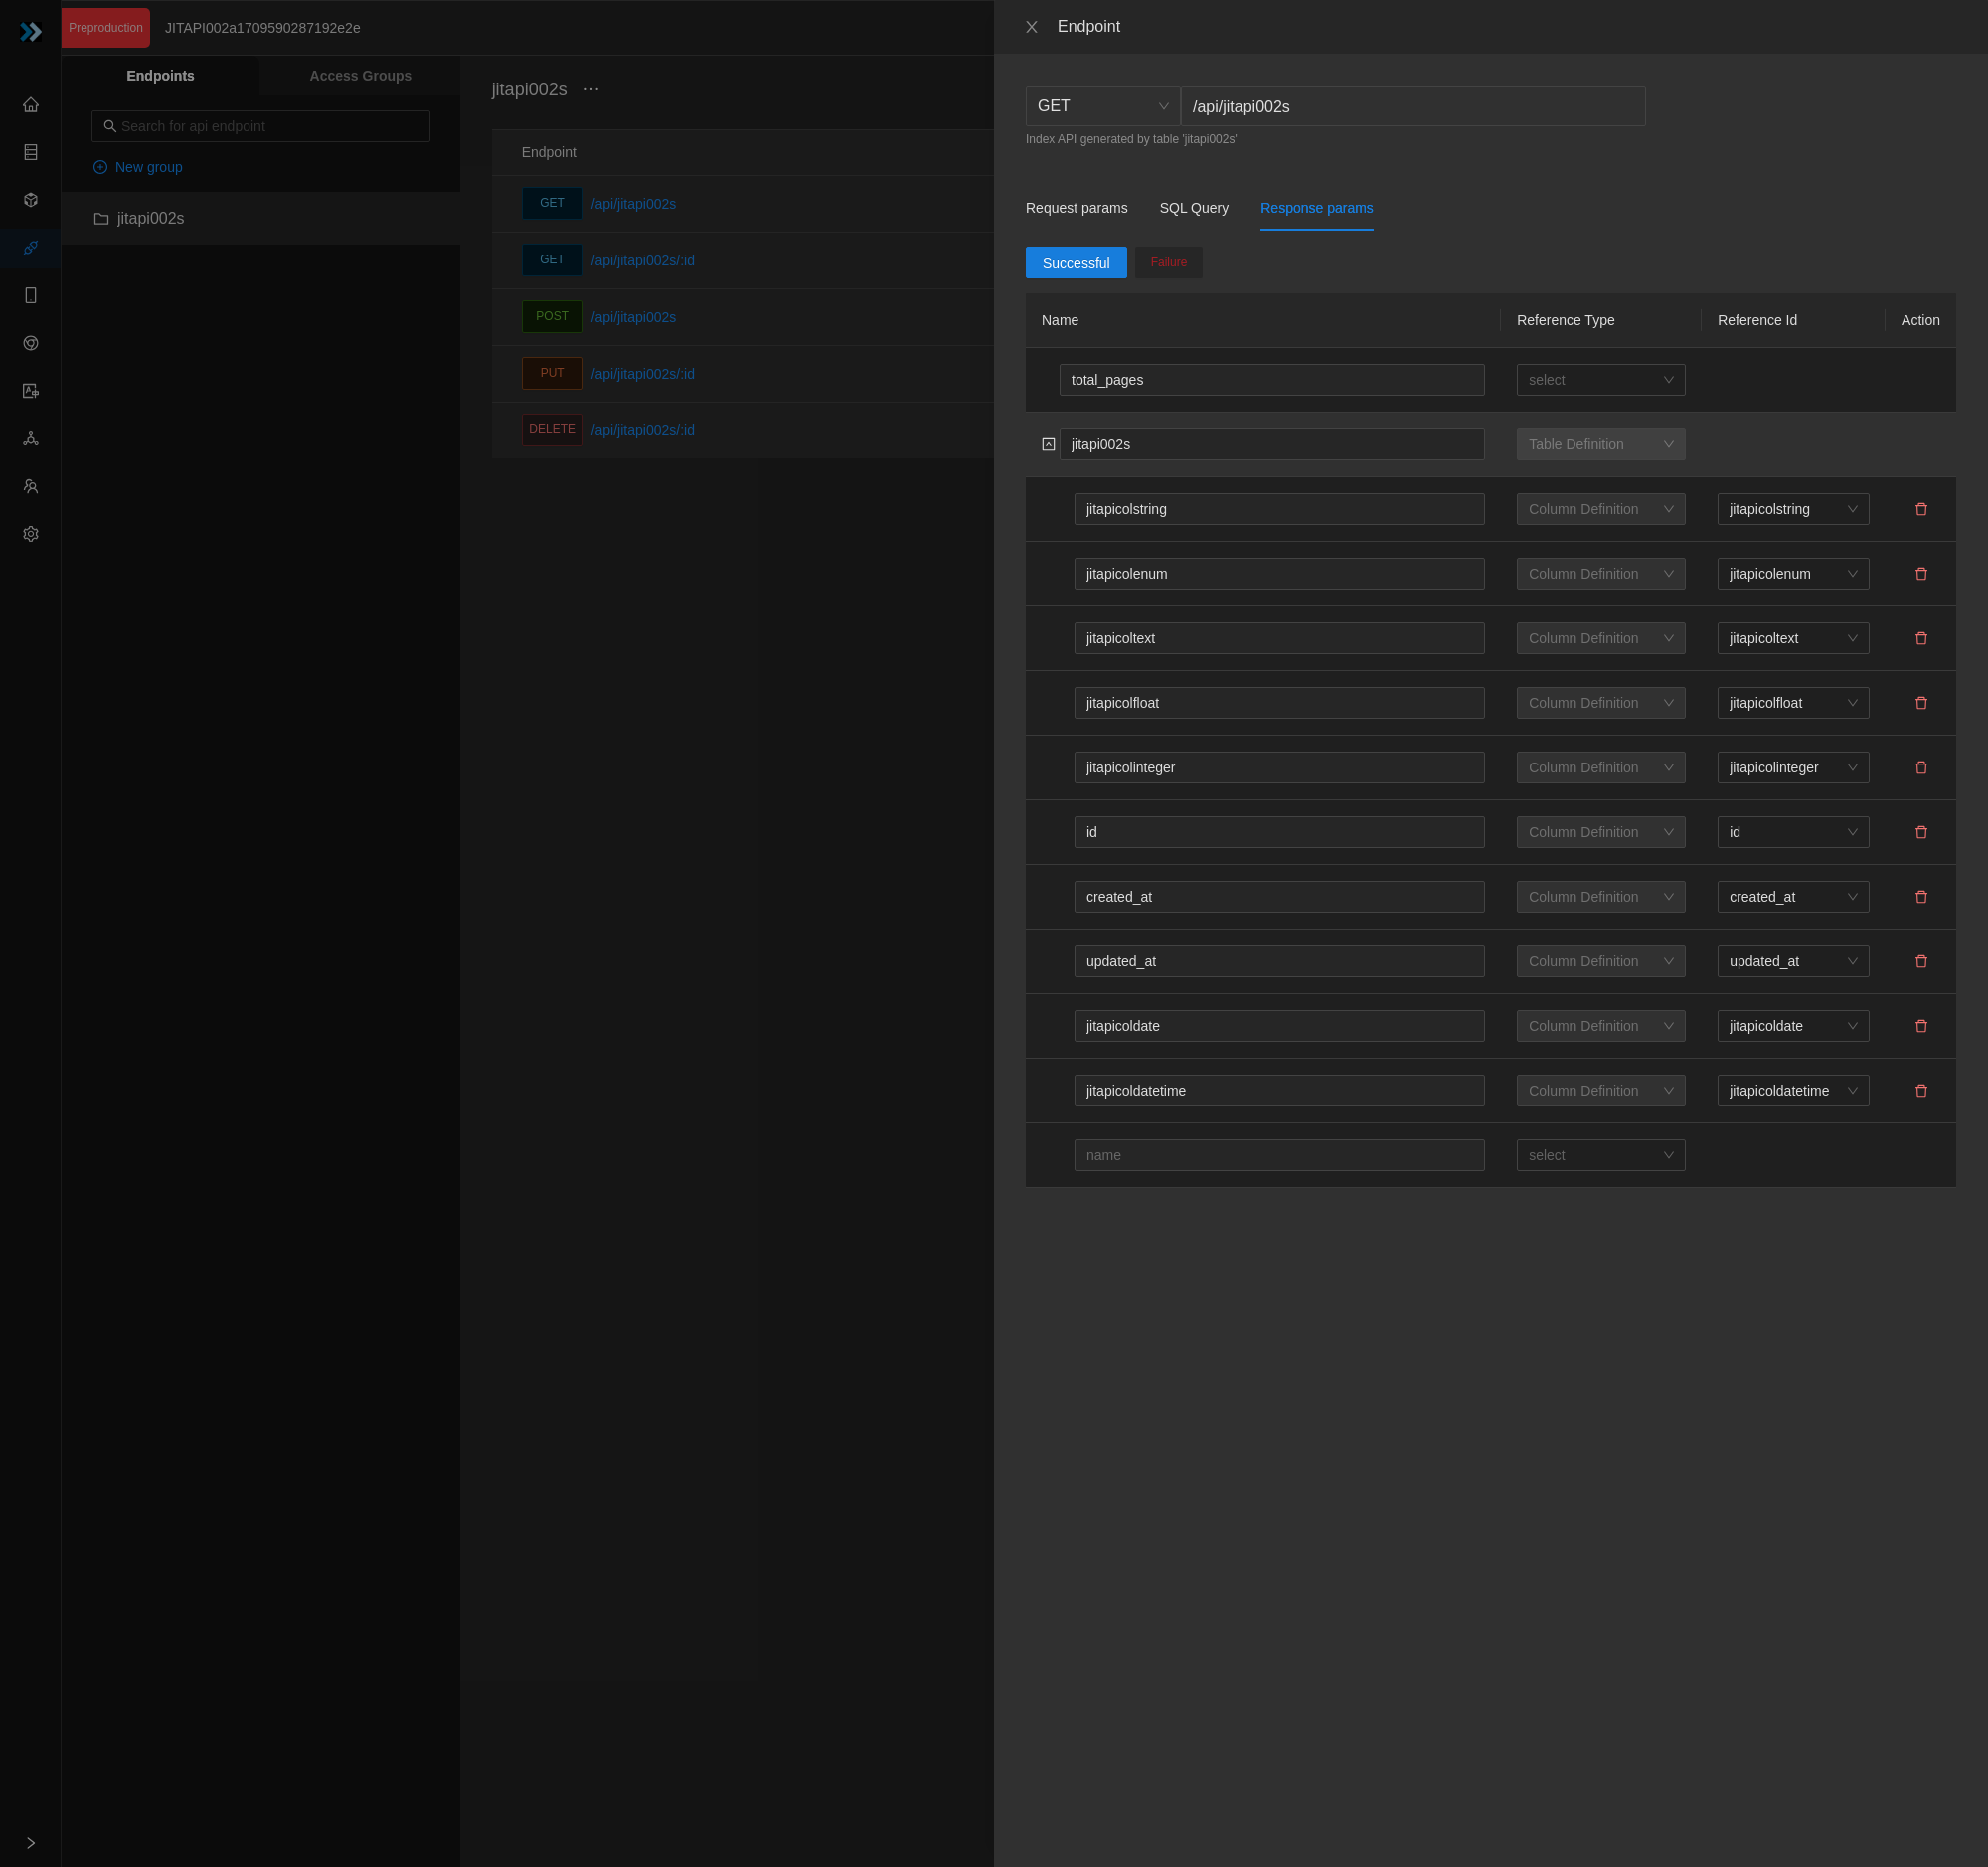 Preproduction
JITAPI002a1709590287192e2e
Endpoints
Access Groups
Search for api endpoint
New group
jitapi002s
jitapi002s
Endpoint
GET /api/jitapi002s
GET /api/jitapi002s/:id
POST /api/jitapi002s
PUT /api/jitapi002s/:id
DELETE /api/jitapi002s/:id
Endpoint
GET /api/jitapi002s
Index API generated by table 'jitapi002s'
Request params SQL Query Response params
Successful Failure
Name Reference Type Reference Id Action
total_pages select
jitapi002s Table Definition
jitapicolstring Column Definition jitapicolstring
jitapicolenum Column Definition jitapicolenum
jitapicoltext Column Definition jitapicoltext
jitapicolfloat Column Definition jitapicolfloat
jitapicolinteger Column Definition jitapicolinteger
id Column Definition id
created_at Column Definition created_at
updated_at Column Definition updated_at
jitapicoldate Column Definition jitapicoldate
jitapicoldatetime Column Definition jitapicoldatetime
name select